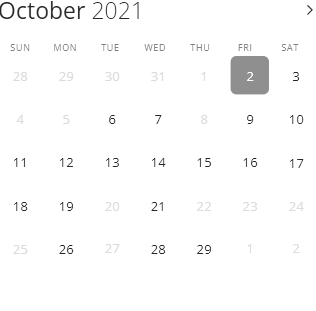 October 2021
SUN MON TUE WED THU FRI SAT
28 29 30 31 1 2 3
4 5 6 7 8 9 10
11 12 13 14 15 16 17
18 19 20 21 22 23 24
25 26 27 28 29 1 2